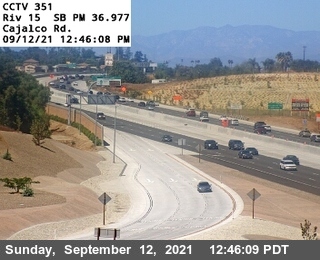 CCTV 351
Riv 15 SB PM 36.977
Cajalco Rd.
09/12/21 12:46:08 PM
Sunday, September 12, 2021 12:46:09 PDT